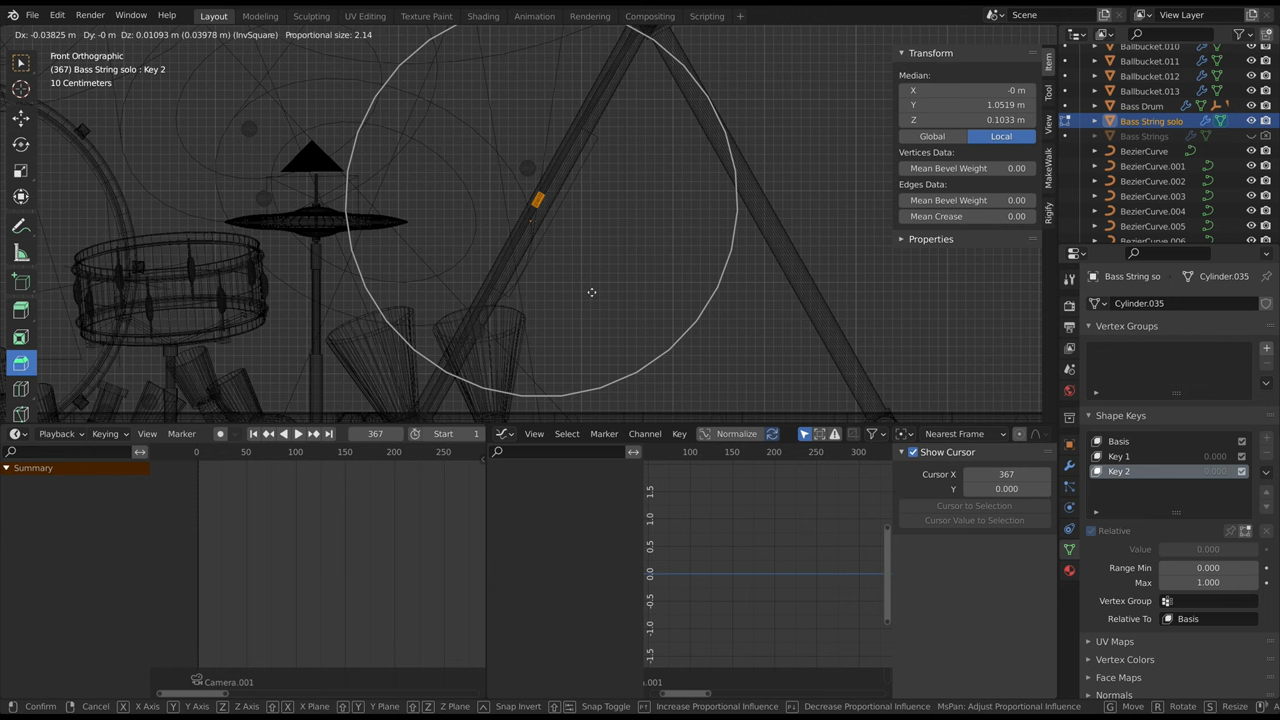 File Edit Render Window Help Layout Modeling Sculpting UV Editing Texture Paint Shading Animation Rendering Compositing Scripting + Scene View Layer
Dx: -0.03825 m Dy: -0 m Dz: 0.01093 m (0.03978 m) (InvSquare) Proportional size: 2.14
Front Orthographic
(367) Bass String solo : Key 2
10 Centimeters
Transform
Median:
X -0 m
Y 1.0519 m
Z 0.1033 m
Global Local
Vertices Data:
Mean Bevel Weight 0.00
Edges Data:
Mean Bevel Weight 0.00
Mean Crease 0.00
Properties
Item
Tool
View
MakeWalk
Rigify
Ballbucket.010
Ballbucket.011
Ballbucket.012
Ballbucket.013
Bass Drum
Bass String solo
Bass Strings
BezierCurve
BezierCurve.001
BezierCurve.002
BezierCurve.003
BezierCurve.004
BezierCurve.005
BezierCurve.006
Bass String so Cylinder.035
Cylinder.035
Vertex Groups
Shape Keys
Basis
Key 1 0.000
Key 2 0.000
Relative
Value 0.000
Range Min 0.000
Max 1.000
Vertex Group
Relative To Basis
UV Maps
Vertex Colors
Face Maps
Normals
Playback Keying View Marker 367 Start 1
0 50 100 150 200 250
Summary
Camera.001
View Select Marker Channel Key Normalize Nearest Frame
100 150 200 250 300
1.5
1.0
0.5
0.0
-0.5
-1.0
-1.5
.001
Show Cursor
Cursor X 367
Y 0.000
Cursor to Selection
Cursor Value to Selection
Confirm Cancel X X Axis Y Y Axis Z Z Axis X X Plane Y Y Plane Z Z Plane Snap Invert Snap Toggle Increase Proportional Influence Decrease Proportional Influence MsPan: Adjust Proportional Influence G Move R Rotate S Resize